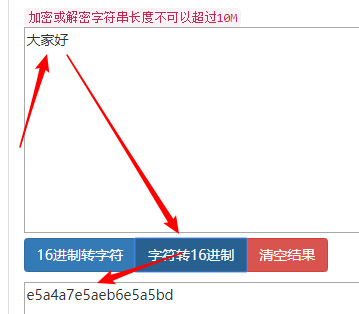 加密或解密字符串长度不可以超过10M
大家好
16进制转字符 字符转16进制 清空结果
e5a4a7e5aeb6e5a5bd